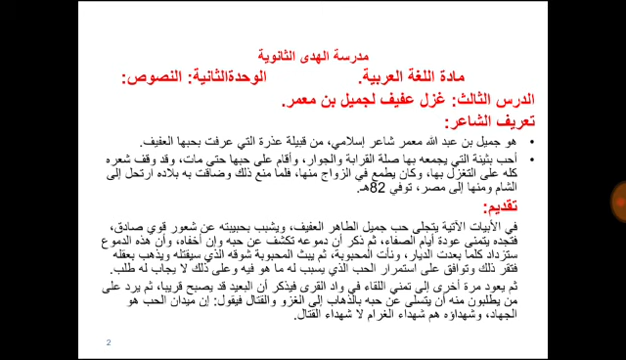 مدرسة الهدى الثانوية
مادة اللغة العربية. الوحدةالثانية: النصوص:
الدرس الثالث: غزل عفيف لجميل بن معمر.
تعريف الشاعر:
• هو جميل بن عبد الله معمر شاعر إسلامي، من قبيلة عذرة التي عرفت بحبها العفيف.
• أحب بثينة التي يجمعه بها صلة القرابة والجوار، وأقام على حبها حتى مات، وقد وقف شعره
كله على التغزل بها، وكان يطمع في الزواج منها، فلما منع ذلك وضاقت به بلاده ارتحل إلى
الشام ومنها إلى مصر، توفي 82هـ.
تقديم:
في الأبيات الآتية يتجلى حب جميل الطاهر العفيف، ويشبب بحبيبته عن شعور قوي صادق،
فتجده يتمنى عودة أيام الصفاء، ثم ذكر أن دموعه تكشف عن حبه وإن أخفاه، وأن هذه الدموع
ستزداد كلما بعدت الديار، ونأت المحبوبة، ثم يبث المحبوبة شوقه الذي سيقتله ويذهب بعقله
فتقر ذلك وتوافق على استمرار الحب الذي يسبب له ما هو فيه وعلى ذلك لا يجاب له طلب.
ثم يعود مرة أخرى إلى تمني اللقاء في واد القرى فيذكر أن البعيد قد يصبح قريبا، ثم يرد على
من يطلبون منه أن يتسلى عن حبه بالذهاب إلى الغزو والقتال فيقول: إن ميدان الحب هو
الجهاد، وشهداؤه هم شهداء الغرام لا شهداء القتال.
2